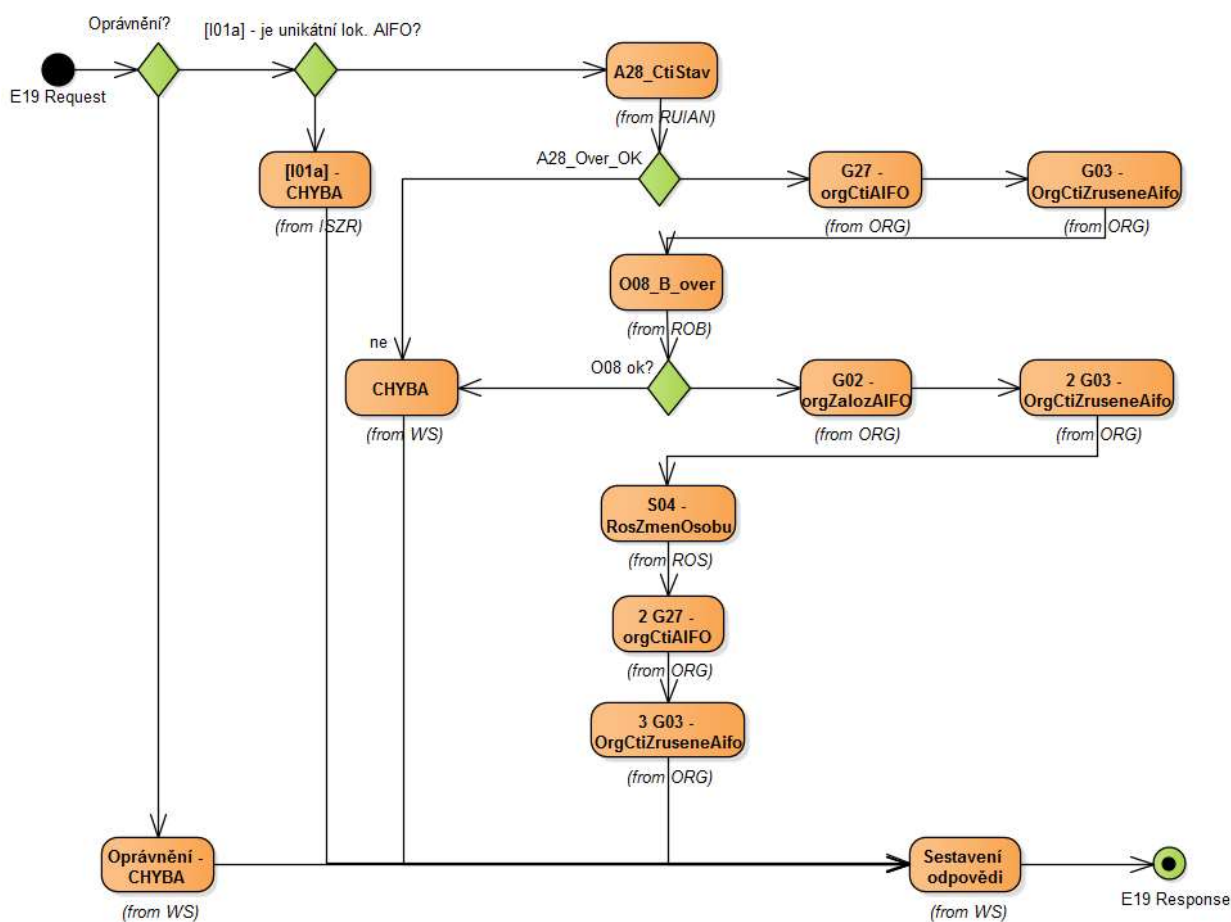 Oprávnění?
[I01a] - je unikátní lok. AIFO?
E19 Request
A28_CtiStav
(from RUIAN)
[I01a] -
CHYBA
(from ISZR)
A28_Over_OK
G27 -
orgCtiAIFO
(from ORG)
G03 -
OrgCtiZruseneAifo
(from ORG)
O08_B_over
(from ROB)
ne
CHYBA
(from WS)
O08 ok?
G02 -
orgZalozAIFO
(from ORG)
2 G03 -
OrgCtiZruseneAifo
(from ORG)
S04 -
RosZmenOsobu
(from ROS)
2 G27 -
orgCtiAIFO
(from ORG)
3 G03 -
OrgCtiZruseneAifo
(from ORG)
Oprávnění -
CHYBA
(from WS)
Sestavení
odpovědi
(from WS)
E19 Response